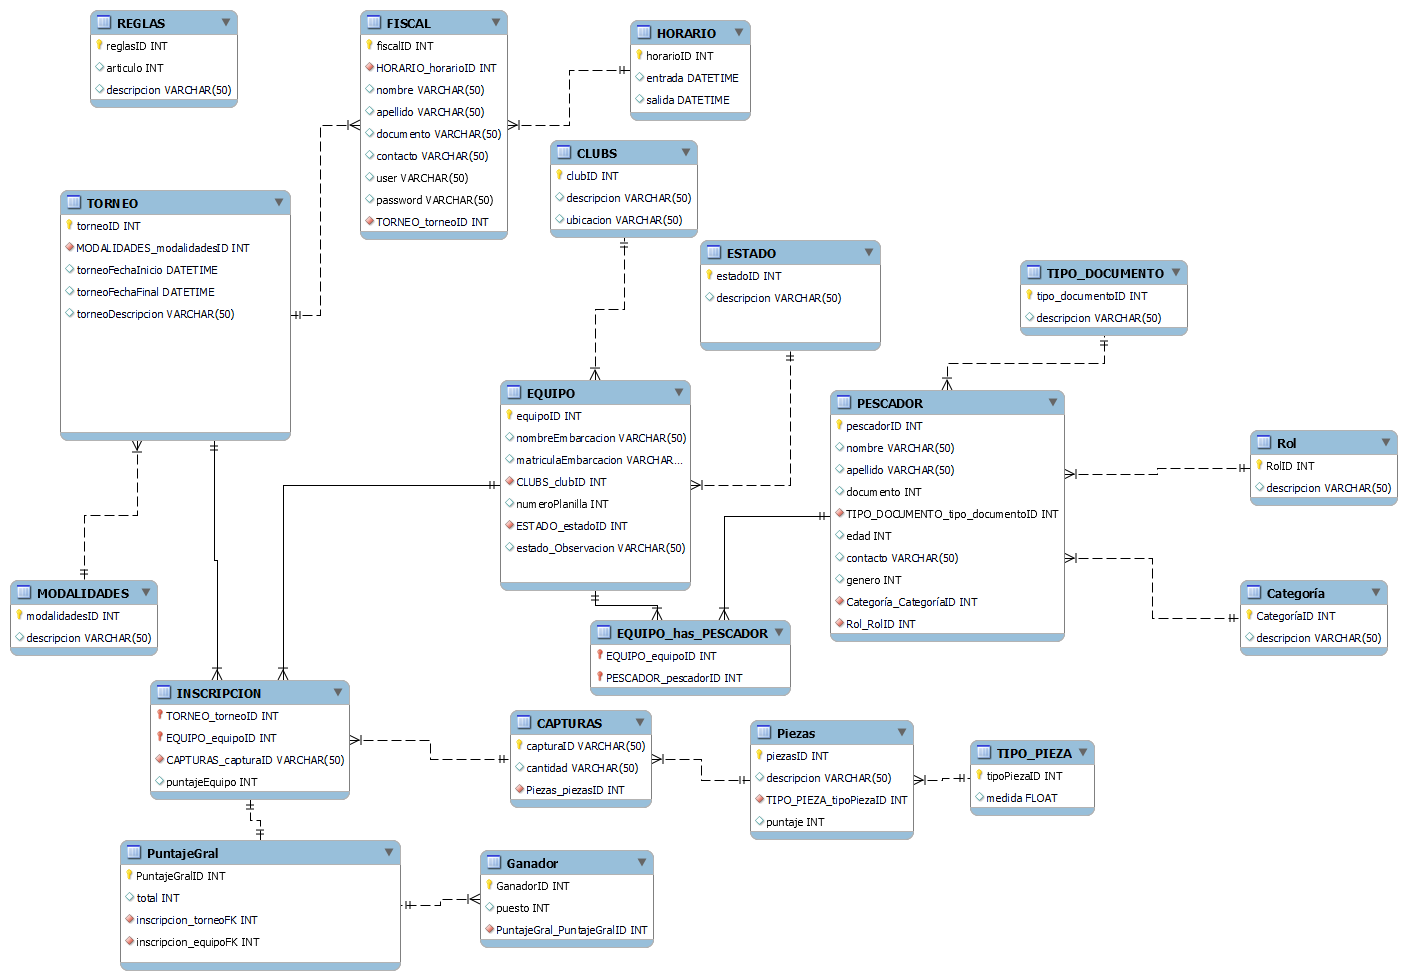 REGLAS
reglasID INT
articulo INT
descripcion VARCHAR(50)
FISCAL
fiscalID INT
HORARIO_horarioID INT
nombre VARCHAR(50)
apellido VARCHAR(50)
documento VARCHAR(50)
contacto VARCHAR(50)
user VARCHAR(50)
password VARCHAR(50)
TORNEO_torneoID INT
HORARIO
horarioID INT
entrada DATETIME
salida DATETIME
CLUBS
clubID INT
descripcion VARCHAR(50)
ubicacion VARCHAR(50)
TORNEO
torneoID INT
MODALIDADES_modalidadesID INT
torneoFechaInicio DATETIME
torneoFechaFinal DATETIME
torneoDescripcion VARCHAR(50)
ESTADO
estadoID INT
descripcion VARCHAR(50)
TIPO_DOCUMENTO
tipo_documentoID INT
descripcion VARCHAR(50)
EQUIPO
equipoID INT
nombreEmbarcacion VARCHAR(50)
matriculaEmbarcacion VARCHAR...
CLUBS_clubID INT
numeroPlanilla INT
ESTADO_estadoID INT
estado_Observacion VARCHAR(50)
PESCADOR
pescadorID INT
nombre VARCHAR(50)
apellido VARCHAR(50)
documento INT
TIPO_DOCUMENTO_tipo_documentoID INT
edad INT
contacto VARCHAR(50)
genero INT
Categoría_CategoríaID INT
Rol_RolID INT
Rol
RolID INT
descripcion VARCHAR(50)
MODALIDADES
modalidadesID INT
descripcion VARCHAR(50)
Categoría
CategoríaID INT
descripcion VARCHAR(50)
EQUIPO_has_PESCADOR
EQUIPO_equipoID INT
PESCADOR_pescadorID INT
INSCRIPCION
TORNEO_torneoID INT
EQUIPO_equipoID INT
CAPTURAS_capturaID VARCHAR(50)
puntajeEquipo INT
CAPTURAS
capturaID VARCHAR(50)
cantidad VARCHAR(50)
Piezas_piezasID INT
Piezas
piezasID INT
descripcion VARCHAR(50)
TIPO_PIEZA_tipoPiezaID INT
puntaje INT
TIPO_PIEZA
tipoPiezaID INT
medida FLOAT
PuntajeGral
PuntajeGralID INT
total INT
inscripcion_torneoFK INT
inscripcion_equipoFK INT
Ganador
GanadorID INT
puesto INT
PuntajeGral_PuntajeGralID INT